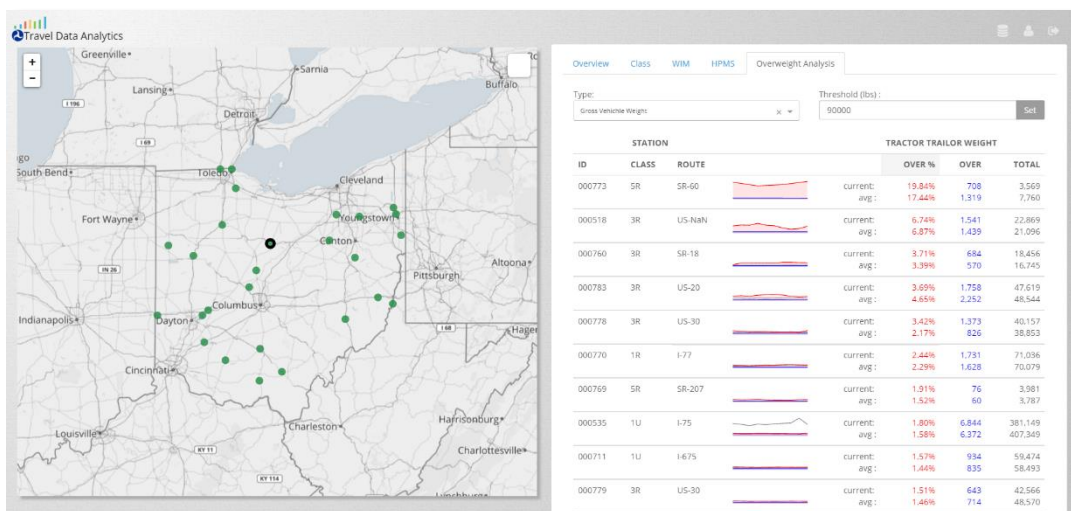 Travel Data Analytics
Greenville
Sarnia
Buffalo
Lansing
I 196
Detroit
I 69
South Bend
Toledo
Cleveland
Fort Wayne
Youngstown
Canton
IN 26
Altoona
Pittsburgh
Columbus
Indianapolis
Dayton
I 68
Cincinnati
Harrisonburg
Charleston
Louisville
KY 11
Charlottesville
KY 114
Overview Class WIM HPMS Overweight Analysis
Type: Threshold (lbs) :
Gross Venichle Weight × 90000 Set
STATION TRACTOR TRAILOR WEIGHT
ID CLASS ROUTE OVER % OVER TOTAL
000773 5R SR-60 current: 19.84% 708 3,569
avg : 17.44% 1.319 7,760
000518 3R US-NaN current: 6.74% 1.541 22,869
avg : 6.87% 1.439 21,096
000760 3R SR-18 current: 3.71% 684 18,456
avg : 3.39% 570 16,745
000783 3R US-20 current: 3.69% 1.758 47,619
avg : 4.65% 2.252 48,544
000778 3R US-30 current: 3.42% 1.373 40,157
avg : 2.17% 826 38,853
000770 1R I-77 current: 2.44% 1.731 71,036
avg : 2.29% 1.628 70,079
000769 5R SR-207 current: 1.91% 76 3,981
avg : 1.52% 60 3,787
000535 1U I-75 current: 1.80% 6.844 381,149
avg : 1.58% 6.372 407,349
000711 1U I-675 current: 1.57% 934 59,474
avg : 1.44% 835 58,493
000779 3R US-30 current: 1.51% 643 42,566
avg : 1.46% 714 48,570